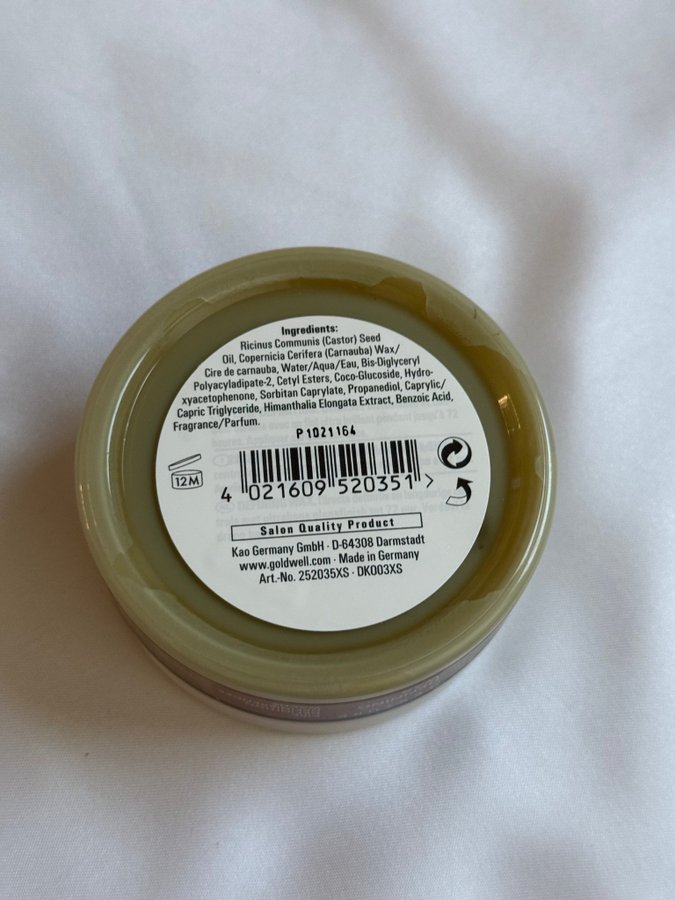 Ingredients:
Ricinus Communis (Castor) Seed
Oil, Copernicia Cerifera (Carnauba) Wax/
Cire de carnauba, Water/Aqua/Eau, Bis-Diglyceryl
Polyacyladipate-2, Cetyl Esters, Coco-Glucoside, Hydro-
xyacetophenone, Sorbitan Caprylate, Propanediol, Caprylic/
Capric Triglyceride, Himanthalia Elongata Extract, Benzoic Acid,
Fragrance/Parfum.
P1021164
12M
4 021609 520351 >
Salon Quality Product
Kao Germany GmbH · D-64308 Darmstadt
www.goldwell.com · Made in Germany
Art.-No. 252035XS · DK003XS